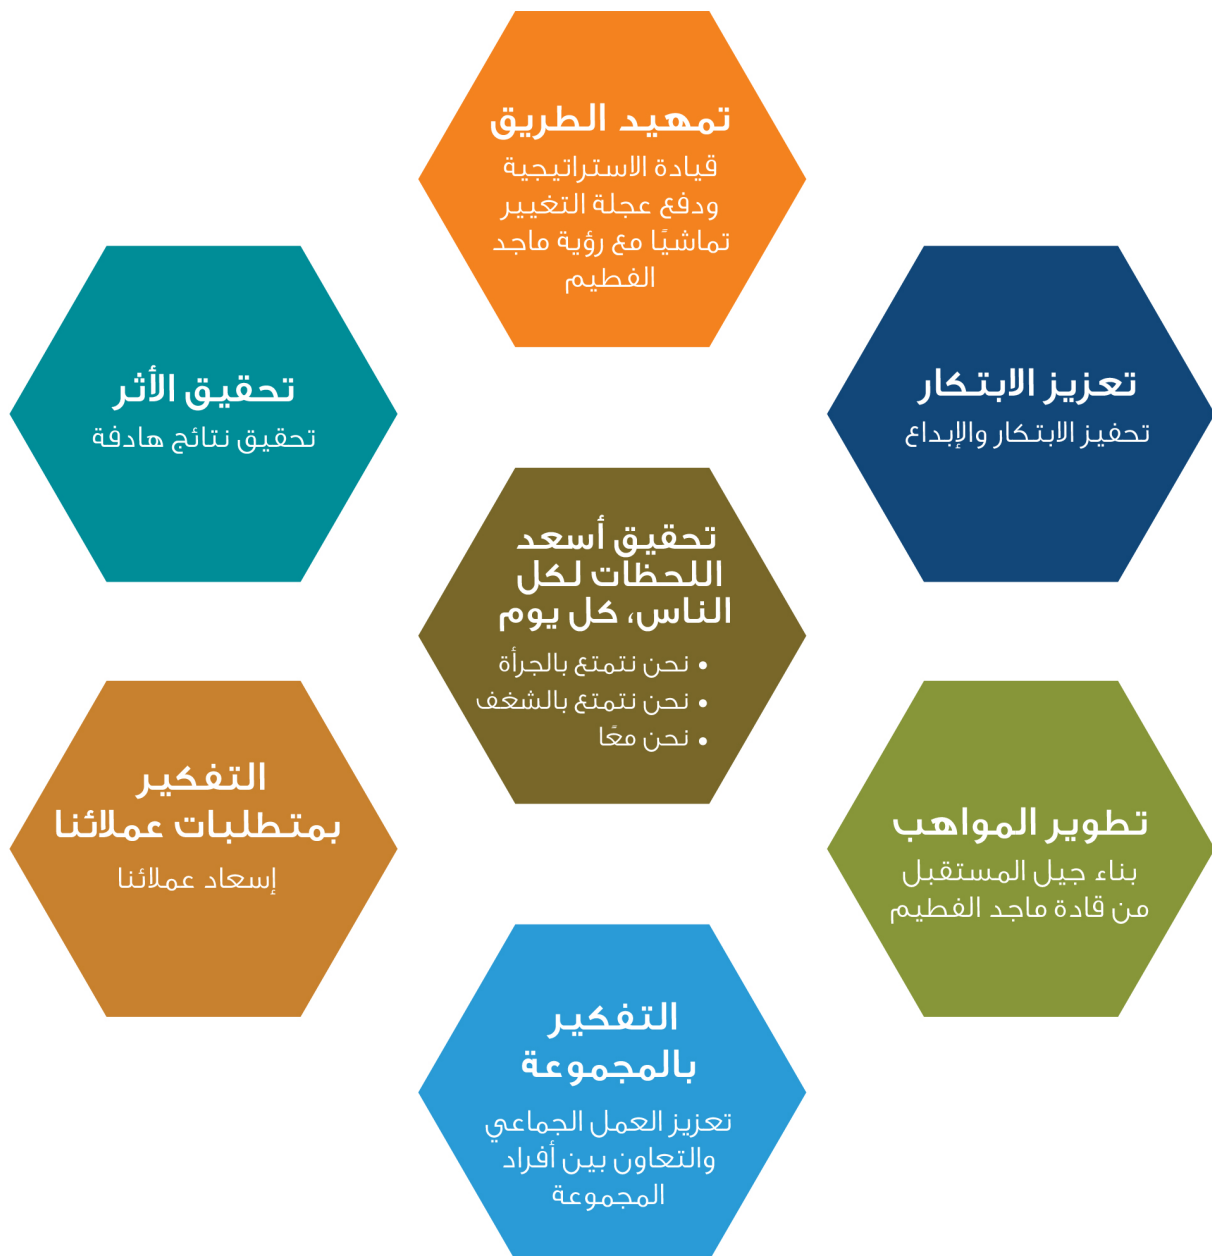 تمهيد الطريق
قيادة الاستراتيجية
ودفع عجلة التغيير
تماشيًا مع رؤية ماجد
الفطيم
تعزيز الابتكار
تحفيز الابتكار والإبداع
تحقيق الأثر
تحقيق نتائج هادفة
تحقيق أسعد
اللحظات لكل
الناس، كل يوم
• نحن نتمتع بالجرأة
• نحن نتمتع بالشغف
• نحن معًا
تطوير المواهب
بناء جيل المستقبل
من قادة ماجد الفطيم
التفكير
بمتطلبات عملائنا
إسعاد عملائنا
التفكير
بالمجموعة
تعزيز العمل الجماعي
والتعاون بين أفراد
المجموعة